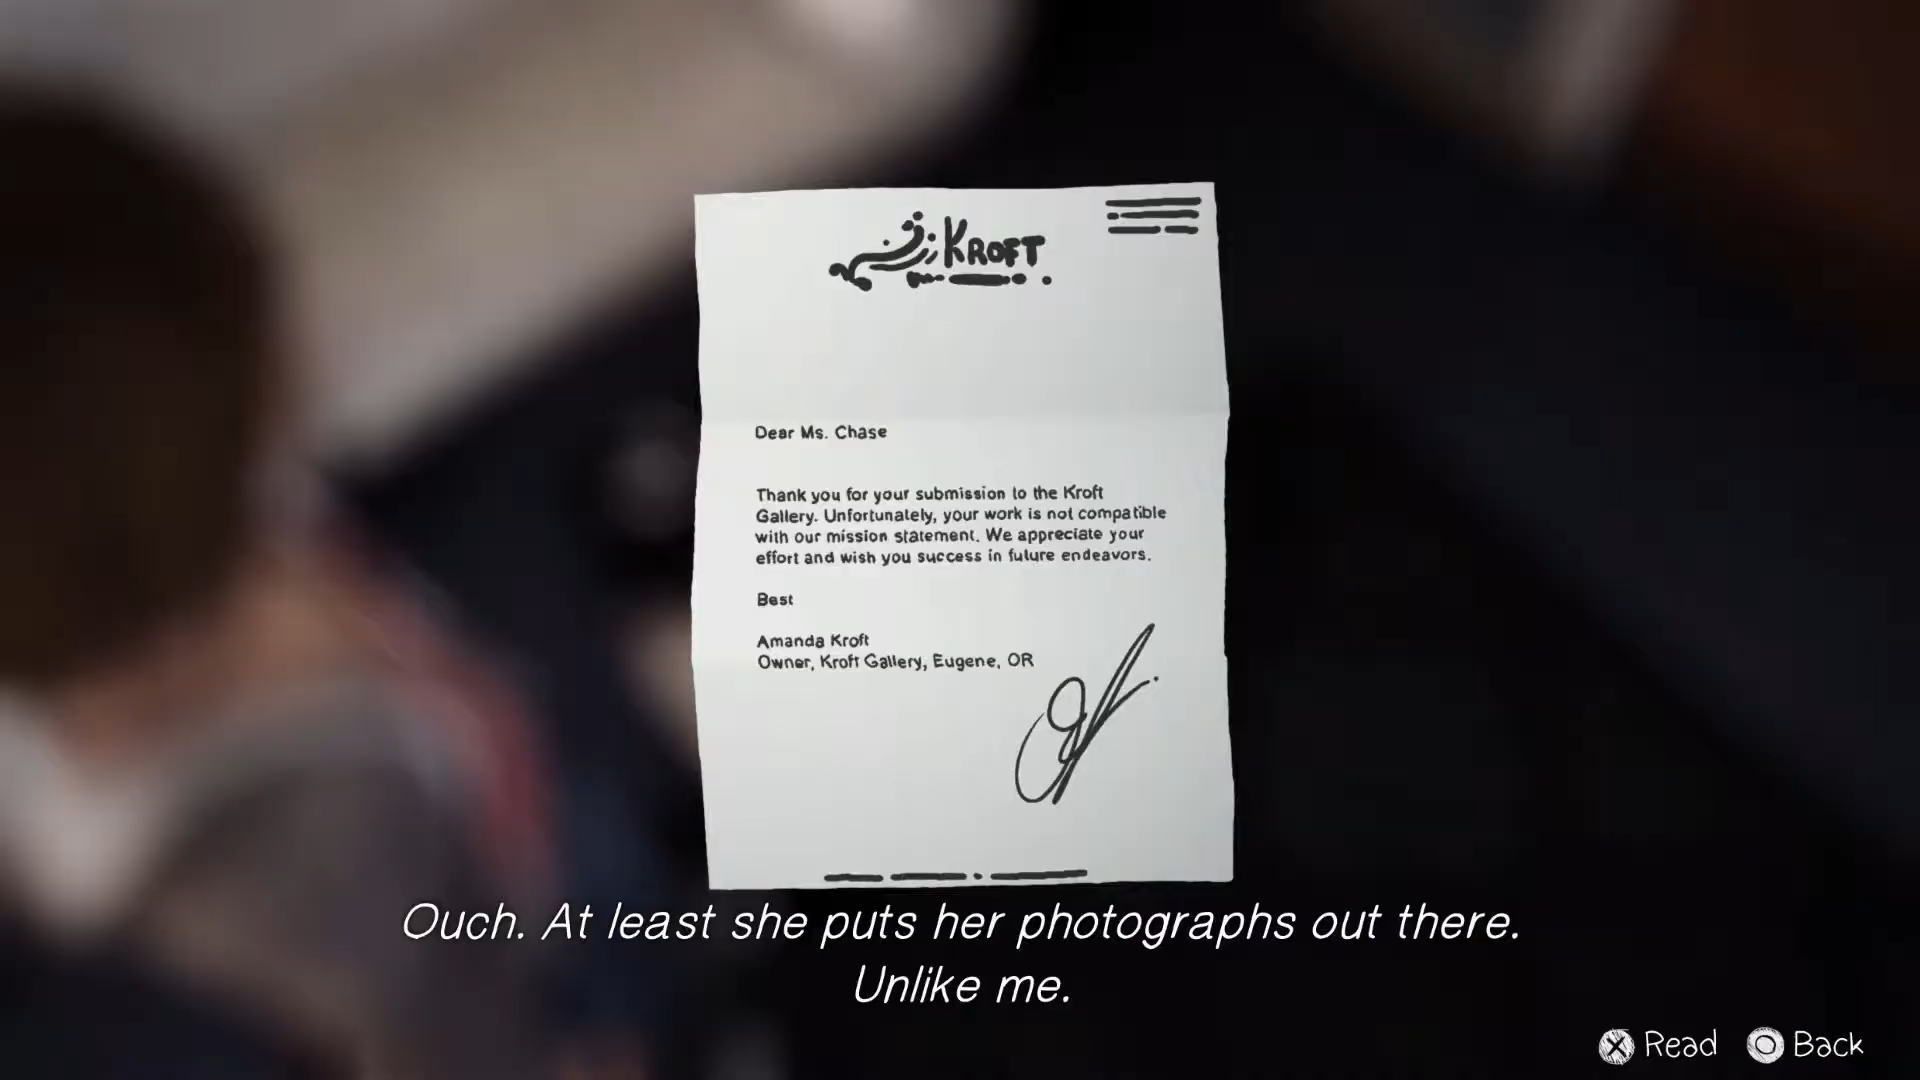 KROFT
Dear Ms. Chase
Thank you for your submission to the Kroft
Gallery. Unfortunately, your work is not compatible
with our mission statement. We appreciate your
effort and wish you success in future endeavors.
Best
Amanda Kroft
Owner, Kroft Gallery, Eugene, OR
Ouch. At least she puts her photographs out there.
Unlike me.
Read
Back